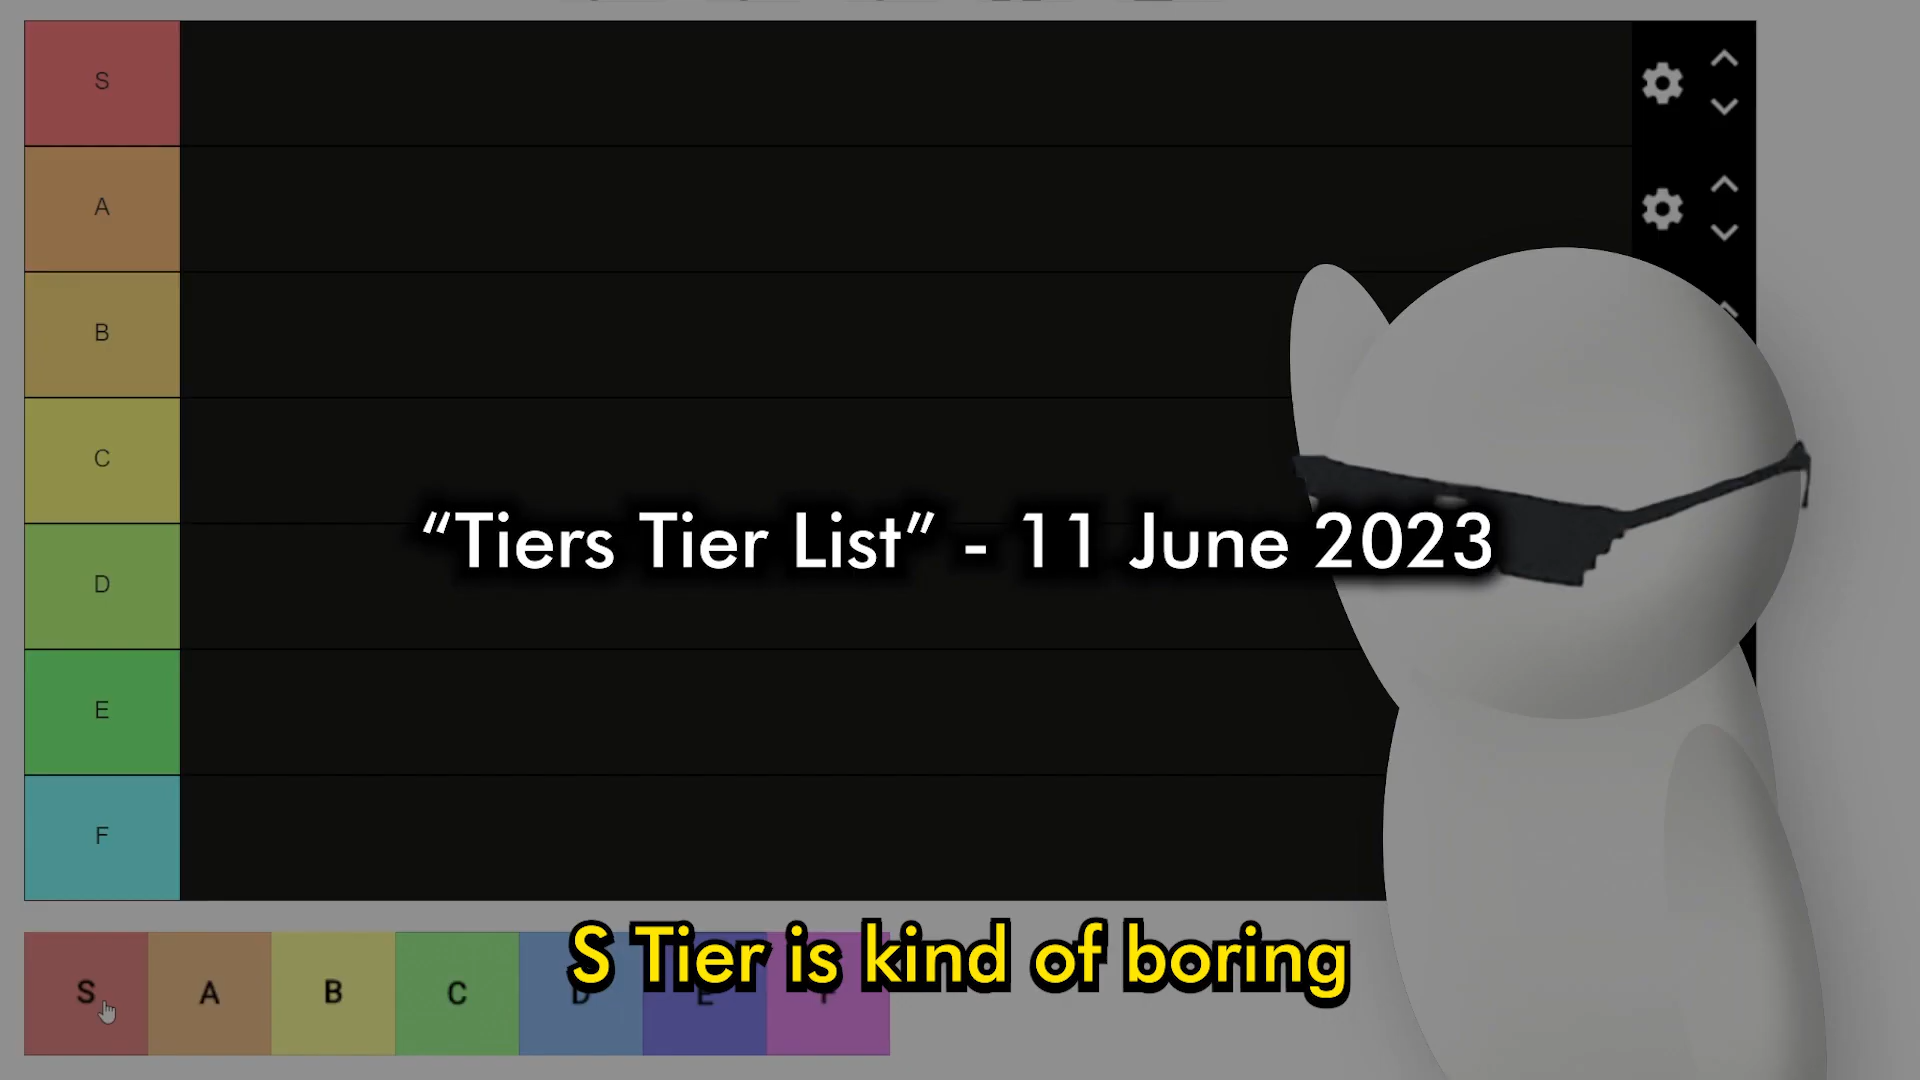 S
A
B
C
“Tiers Tier List” - 11 June 2023
D
E
F
S Tier is kind of boring
S A B C D E F